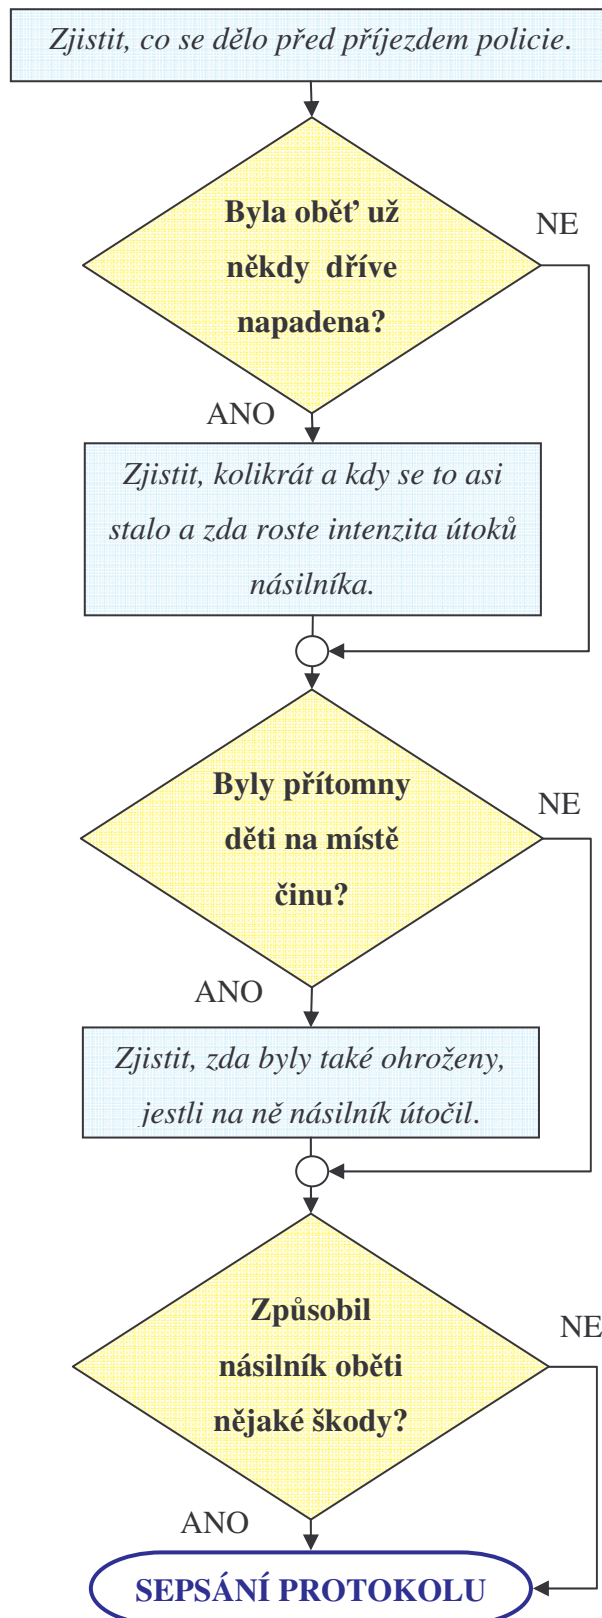 Zjistit, co se dělo před příjezdem policie.
Byla oběť už
někdy dříve
napadena?
NE
ANO
Zjistit, kolikrát a kdy se to asi
stalo a zda roste intenzita útoků
násilníka.
Byly přítomny
děti na místě
činu?
NE
ANO
Zjistit, zda byly také ohroženy,
jestli na ně násilník útočil.
Způsobil
násilník oběti
nějaké škody?
NE
ANO
SEPSÁNÍ PROTOKOLU